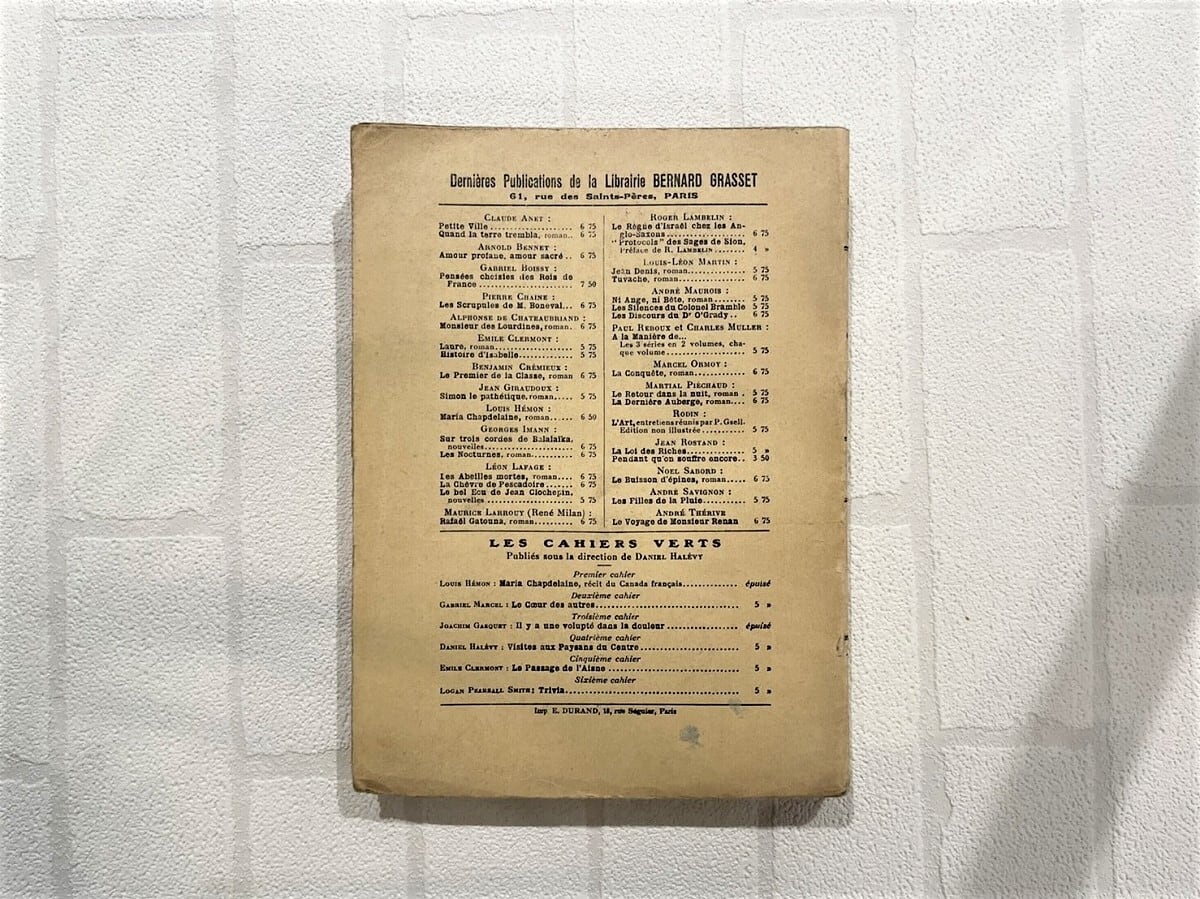 Dernières Publications de la Librairie BERNARD GRASSET
61, rue des Saints-Pères, PARIS
CLAUDE ANET :
Petite Ville .................... 6 75
Quand la terre trembla, roman.. 6 75
ARNOLD BENNET :
Amour profane, amour sacré .. 6 75
GABRIEL BOISSY :
Pensées choisies des Rois de
France ...................... 7 50
PIERRE CHAINE :
Les Scrupules de M. Boneval... 6 75
ALPHONSE DE CHATEAUBRIAND :
Monsieur des Lourdines, roman. 6 75
EMILE CLERMONT :
Laure, roman................... 5 75
Histoire d'Isabelle............. 5 75
BENJAMIN CRÉMIEUX :
Le Premier de la Classe, roman 6 75
JEAN GIRAUDOUX :
Simon le pathétique, roman..... 5 75
LOUIS HÉMON :
Maria Chapdelaine, roman...... 6 50
GEORGES IMANN :
Sur trois cordes de Balalaïka,
nouvelles..................... 6 75
Les Nocturnes, roman.......... 6 75
LÉON LAFAGE :
Les Abeilles mortes, roman.... 6 75
La Chèvre de Pescadoire ....... 6 75
Le bel Ecu de Jean Clochepin,
nouvelles ..................... 5 75
MAURICE LARROUY (René Milan) :
Rafaël Gatouna, roman.......... 6 75
ROGER LAMBELIN :
Le Règne d'Israël chez les An-
glo-Saxons .................... 6 75
"Protocols" des Sages de Sion,
Préface de R. LAMBELIN ........ 4 »
LOUIS-LÉON MARTIN :
Jean Denis, roman.............. 5 75
Tuvache, roman ................ 6 75
ANDRÉ MAUROIS :
Ni Ange, ni Bête, roman ........ 5 75
Les Silences du Colonel Bramble 5 75
Les Discours du Dr O'Grady .. 6 75
PAUL REBOUX et CHARLES MULLER :
A la Manière de...
Les 3 séries en 2 volumes, cha-
que volume .................... 5 75
MARCEL ORMOY :
La Conquête, roman............ 6 75
MARTIAL PIÉCHAUD :
Le Retour dans la nuit, roman . 5 75
La Dernière Auberge, roman.... 6 75
RODIN :
L'Art, entretiens réunis par P. Gsell.
Edition non illustrée ........... 5 75
JEAN ROSTAND :
La Loi des Riches............... 5 »
Pendant qu'on souffre encore.. 3 50
NOEL SABORD :
Le Buisson d'épines, roman..... 6 75
ANDRÉ SAVIGNON :
Les Filles de la Pluie........... 5 75
ANDRÉ THÉRIVE
Le Voyage de Monsieur Renan 6 75
LES CAHIERS VERTS
Publiés sous la direction de DANIEL HALÉVY
Premier cahier
LOUIS HÉMON : Maria Chapdelaine, récit du Canada français.............. épuisé
Deuxième cahier
GABRIEL MARCEL : Le Cœur des autres.................................... 5 »
Troisième cahier
JOACHIM GASQUET : Il y a une volupté dans la douleur .................. épuisé
Quatrième cahier
DANIEL HALÉVY : Visites aux Paysans du Centre ........................ 5 »
Cinquième cahier
EMILE CLERMONT : Le Passage de l'Aisne ............................... 5 »
Sixième cahier
LOGAN PEARSALL SMITH : Trivia......................................... 5 »
Imp. E. DURAND, 18, rue Séguier, Paris